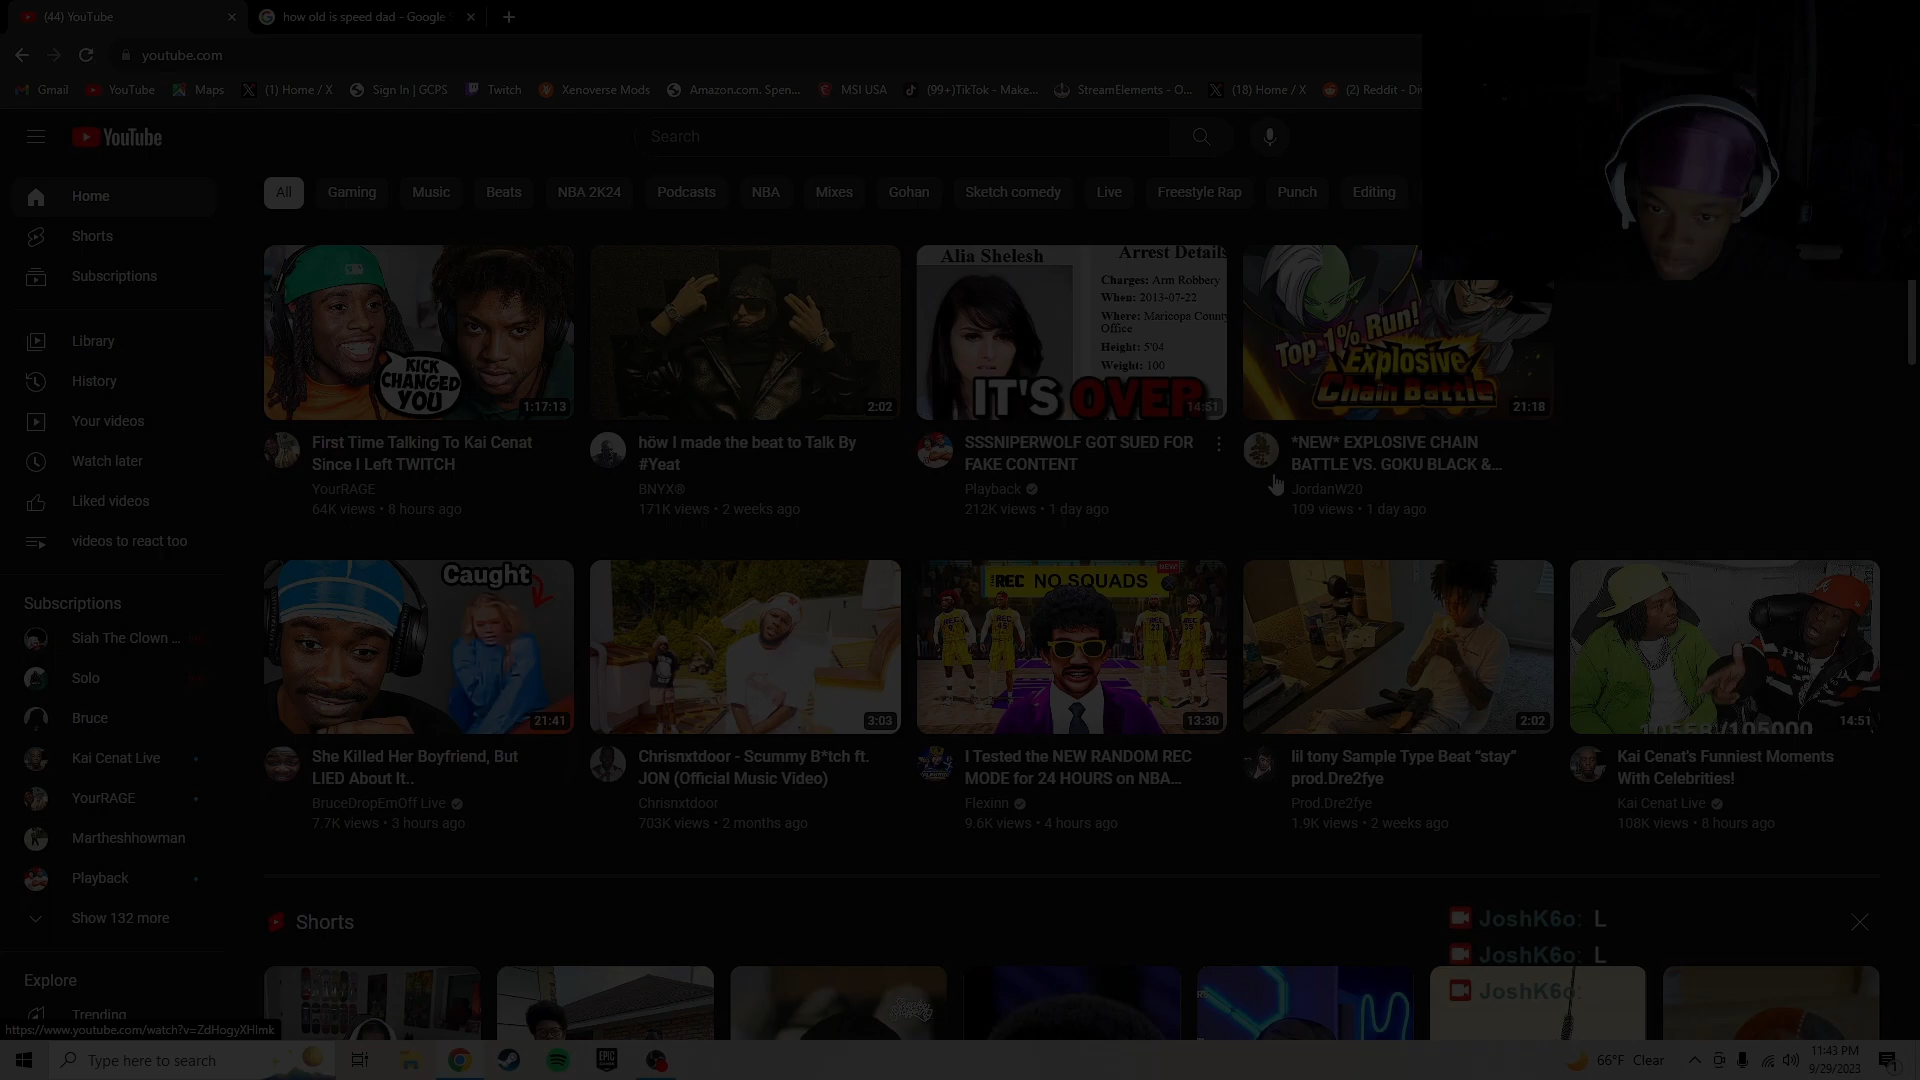 (44) YouTube
how old is speed dad - Google
youtube.com
Gmail
YouTube
Maps
(1) Home / X
Sign In | GCPS
Twitch
Xenoverse Mods
Amazon.com. Spen...
MSI USA
(99+)TikTok - Make...
StreamElements - O...
(18) Home / X
(2) Reddit - Div
YouTube
Search
Home
Shorts
Subscriptions
Library
History
Your videos
Watch later
Liked videos
videos to react too
Subscriptions
Siah The Clown ...
Solo
Bruce
Kai Cenat Live
YourRAGE
Martheshhowman
Playback
Show 132 more
Explore
Trending
All
Gaming
Music
Beats
NBA 2K24
Podcasts
NBA
Mixes
Gohan
Sketch comedy
Live
Freestyle Rap
Punch
Editing
KICK
CHANGED
YOU
1:17:13
First Time Talking To Kai Cenat
Since I Left TWITCH
YourRAGE
64K views • 8 hours ago
2:02
höw I made the beat to Talk By
#Yeat
BNYX®
171K views • 2 weeks ago
Alia Shelesh
Arrest Details
Charges: Arm Robbery
When: 2013-07-22
Where: Maricopa County
Office
Height: 5'04
Weight: 100
IT'S OVER
14:51
SSSNIPERWOLF GOT SUED FOR
FAKE CONTENT
Playback
212K views • 1 day ago
Top 1% Run!
Explosive
Chain Battle
21:18
*NEW* EXPLOSIVE CHAIN
BATTLE VS. GOKU BLACK &...
JordanW20
109 views • 1 day ago
Caught
21:41
She Killed Her Boyfriend, But
LIED About It..
BruceDropEmOff Live
7.7K views • 3 hours ago
3:03
Chrisnxtdoor - Scummy B*tch ft.
JON (Official Music Video)
Chrisnxtdoor
703K views • 2 months ago
REC NO SQUADS
NEW!
13:30
I Tested the NEW RANDOM REC
MODE for 24 HOURS on NBA...
Flexinn
9.6K views • 4 hours ago
2:02
lil tony Sample Type Beat “stay”
prod.Dre2fye
Prod.Dre2fye
1.9K views • 2 weeks ago
14:51
Kai Cenat's Funniest Moments
With Celebrities!
Kai Cenat Live
108K views • 8 hours ago
Shorts
JoshK6o: L
JoshK6o: L
JoshK6o:
https://www.youtube.com/watch?v=ZdHogyXHlmk
Type here to search
EPIC
66°F Clear
11:43 PM
9/29/2023